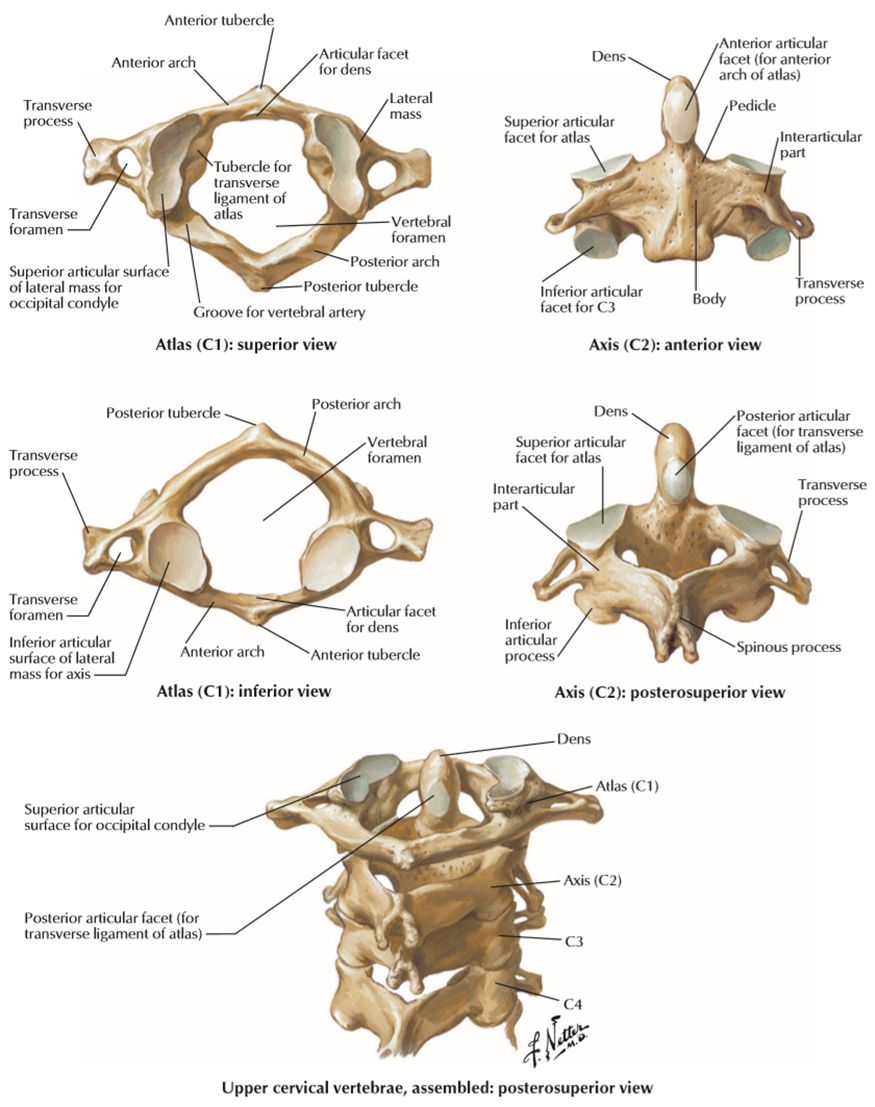 Anterior tubercle
Anterior arch
Articular facet
for dens
Transverse
process
Lateral
mass
Tubercle for
transverse
ligament of
atlas
Transverse
foramen
Vertebral
foramen
Superior articular surface
of lateral mass for
occipital condyle
Posterior arch
Posterior tubercle
Groove for vertebral artery
Atlas (C1): superior view
Dens
Anterior articular
facet (for anterior
arch of atlas)
Pedicle
Superior articular
facet for atlas
Interarticular
part
Inferior articular
facet for C3
Body
Transverse
process
Axis (C2): anterior view
Posterior tubercle
Posterior arch
Vertebral
foramen
Transverse
process
Transverse
foramen
Articular facet
for dens
Inferior articular
surface of lateral
mass for axis
Anterior arch
Anterior tubercle
Atlas (C1): inferior view
Dens
Posterior articular
facet (for transverse
ligament of atlas)
Superior articular
facet for atlas
Interarticular
part
Transverse
process
Inferior
articular
process
Spinous process
Axis (C2): posterosuperior view
Dens
Atlas (C1)
Superior articular
surface for occipital condyle
Axis (C2)
Posterior articular facet (for
transverse ligament of atlas)
C3
C4
F. Netter
M.D.
Upper cervical vertebrae, assembled: posterosuperior view